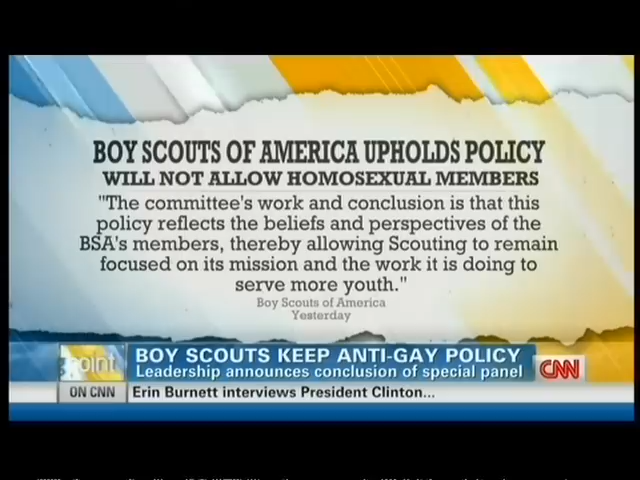 BOY SCOUTS OF AMERICA UPHOLDS POLICY
WILL NOT ALLOW HOMOSEXUAL MEMBERS
"The committee's work and conclusion is that this
policy reflects the beliefs and perspectives of the
BSA's members, thereby allowing Scouting to remain
focused on its mission and the work it is doing to
serve more youth."
Boy Scouts of America
Yesterday
point
BOY SCOUTS KEEP ANTI-GAY POLICY
Leadership announces conclusion of special panel
CNN
ON CNN
Erin Burnett interviews President Clinton...